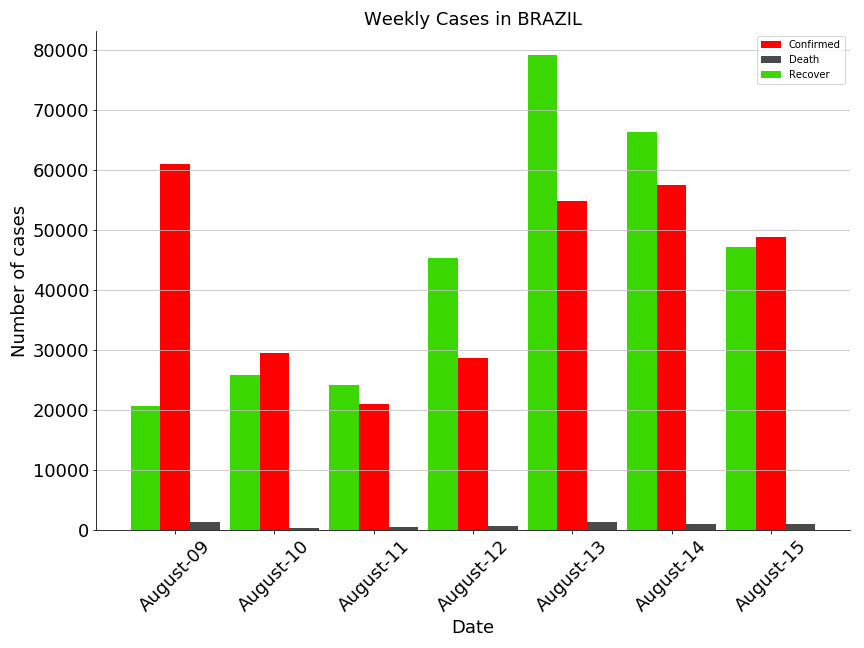 Weekly Cases in BRAZIL
Confirmed
Death
Recover
80000
70000
60000
50000
40000
30000
20000
10000
0
Number of cases
August-09
August-10
August-11
August-12
August-13
August-14
August-15
Date